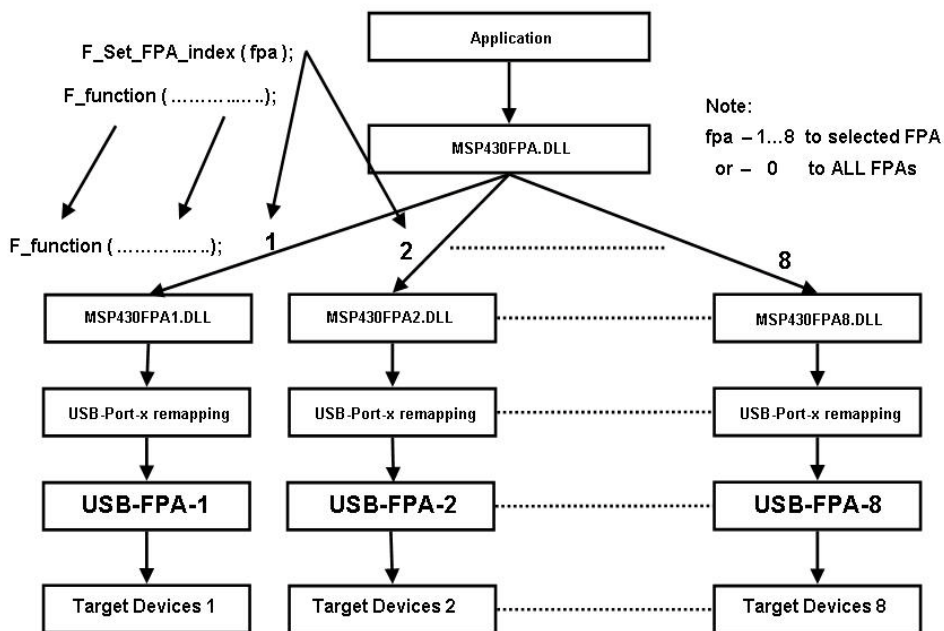 Application
F_Set_FPA_index ( fpa );
F_function ( ................ );
Note:
fpa – 1...8 to selected FPA
or – 0 to ALL FPAs
MSP430FPA.DLL
F_function ( ................ );
1
2
8
MSP430FPA1.DLL
MSP430FPA2.DLL
MSP430FPA8.DLL
USB-Port-x remapping
USB-Port-x remapping
USB-Port-x remapping
USB-FPA-1
USB-FPA-2
USB-FPA-8
Target Devices 1
Target Devices 2
Target Devices 8